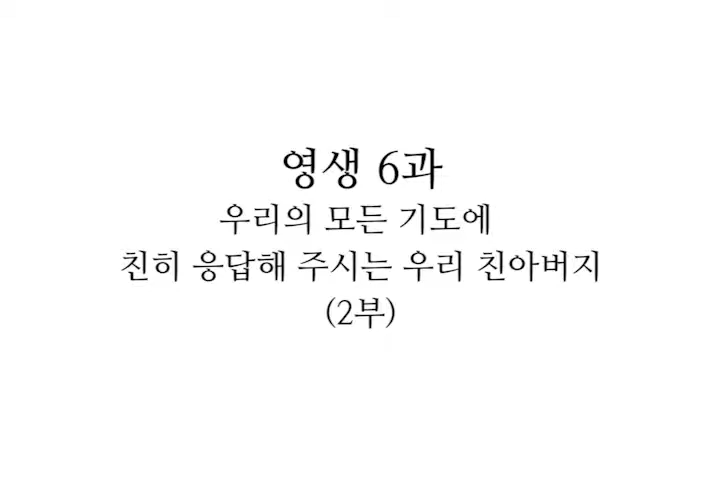 영생 6과
우리의 모든 기도에
친히 응답해 주시는 우리 친아버지
(2부)